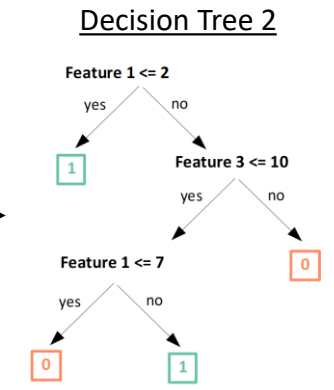 Decision Tree 2
Feature 1 <= 2
yes
no
1
Feature 3 <= 10
yes
no
Feature 1 <= 7
0
yes
no
0
1